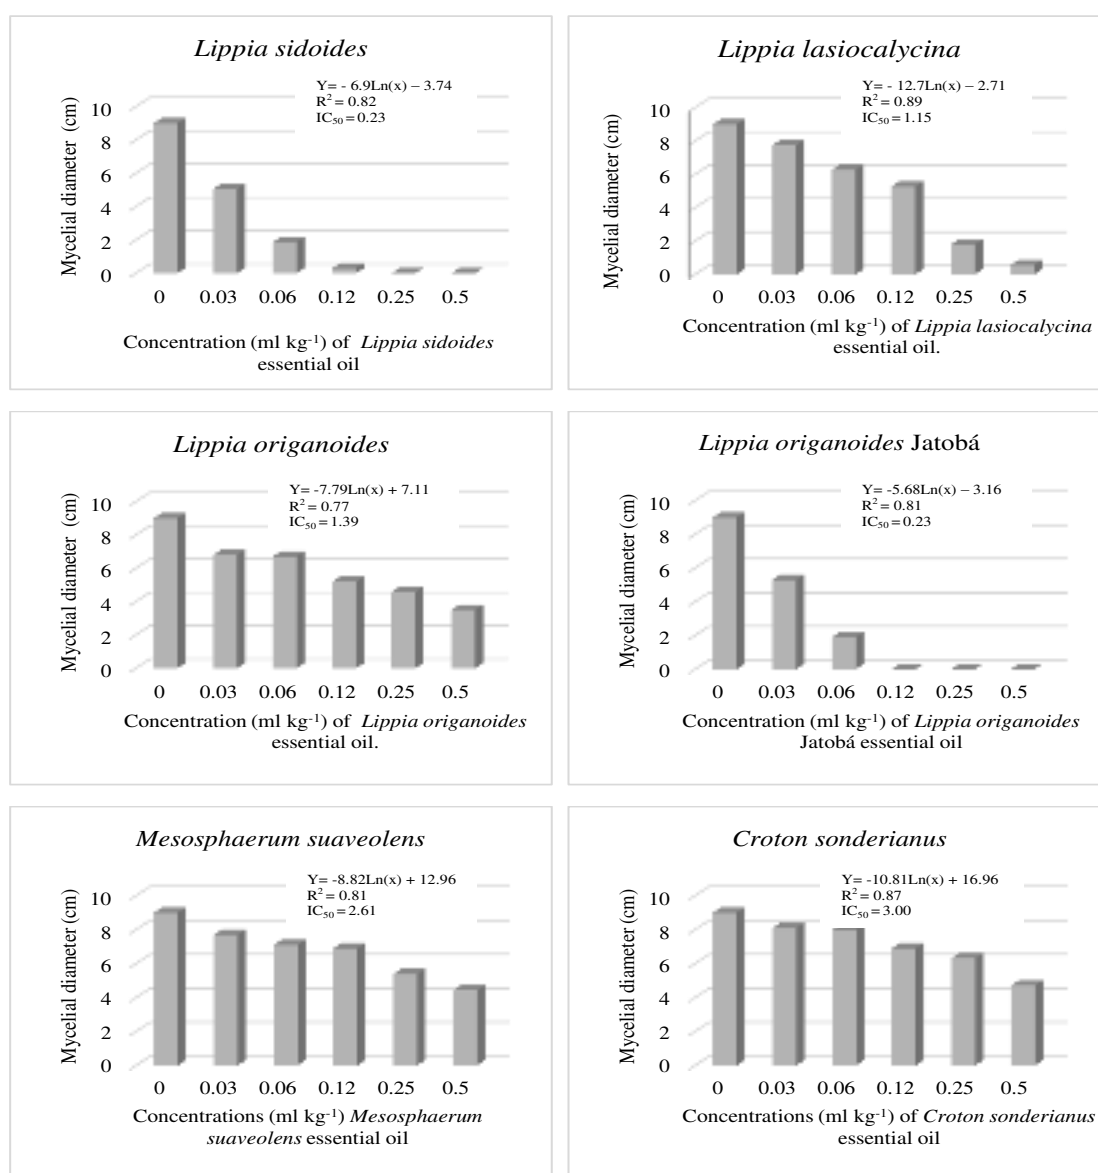 Lippia sidoides
Y= - 6.9Ln(x) – 3.74
R² = 0.82
IC₅₀ = 0.23
Mycelial diameter (cm)
10
8
6
4
2
0
0 0.03 0.06 0.12 0.25 0.5
Concentration (ml kg⁻¹) of Lippia sidoides
essential oil
Lippia lasiocalycina
Y= - 12.7Ln(x) – 2.71
R² = 0.89
IC₅₀ = 1.15
Mycelial diameter (cm)
10
8
6
4
2
0
0 0.03 0.06 0.12 0.25 0.5
Concentration (ml kg⁻¹) of Lippia lasiocalycina
essential oil.
Lippia origanoides
Y= -7.79Ln(x) + 7.11
R² = 0.77
IC₅₀ = 1.39
Mycelial diameter (cm)
10
8
6
4
2
0
0 0.03 0.06 0.12 0.25 0.5
Concentration (ml kg⁻¹) of Lippia origanoides
essential oil.
Lippia origanoides Jatobá
Y= -5.68Ln(x) – 3.16
R² = 0.81
IC₅₀ = 0.23
Mycelial diameter (cm)
10
8
6
4
2
0
0 0.03 0.06 0.12 0.25 0.5
Concentration (ml kg⁻¹) of Lippia origanoides
Jatobá essential oil
Mesosphaerum suaveolens
Y= -8.82Ln(x) + 12.96
R² = 0.81
IC₅₀ = 2.61
Mycelial diameter (cm)
10
8
6
4
2
0
0 0.03 0.06 0.12 0.25 0.5
Concentrations (ml kg⁻¹) Mesosphaerum
suaveolens essential oil
Croton sonderianus
Y= -10.81Ln(x) + 16.96
R² = 0.87
IC₅₀ = 3.00
Mycelial diameter (cm)
10
8
6
4
2
0
0 0.03 0.06 0.12 0.25 0.5
Concentrations (ml kg⁻¹) of Croton sonderianus
essential oil